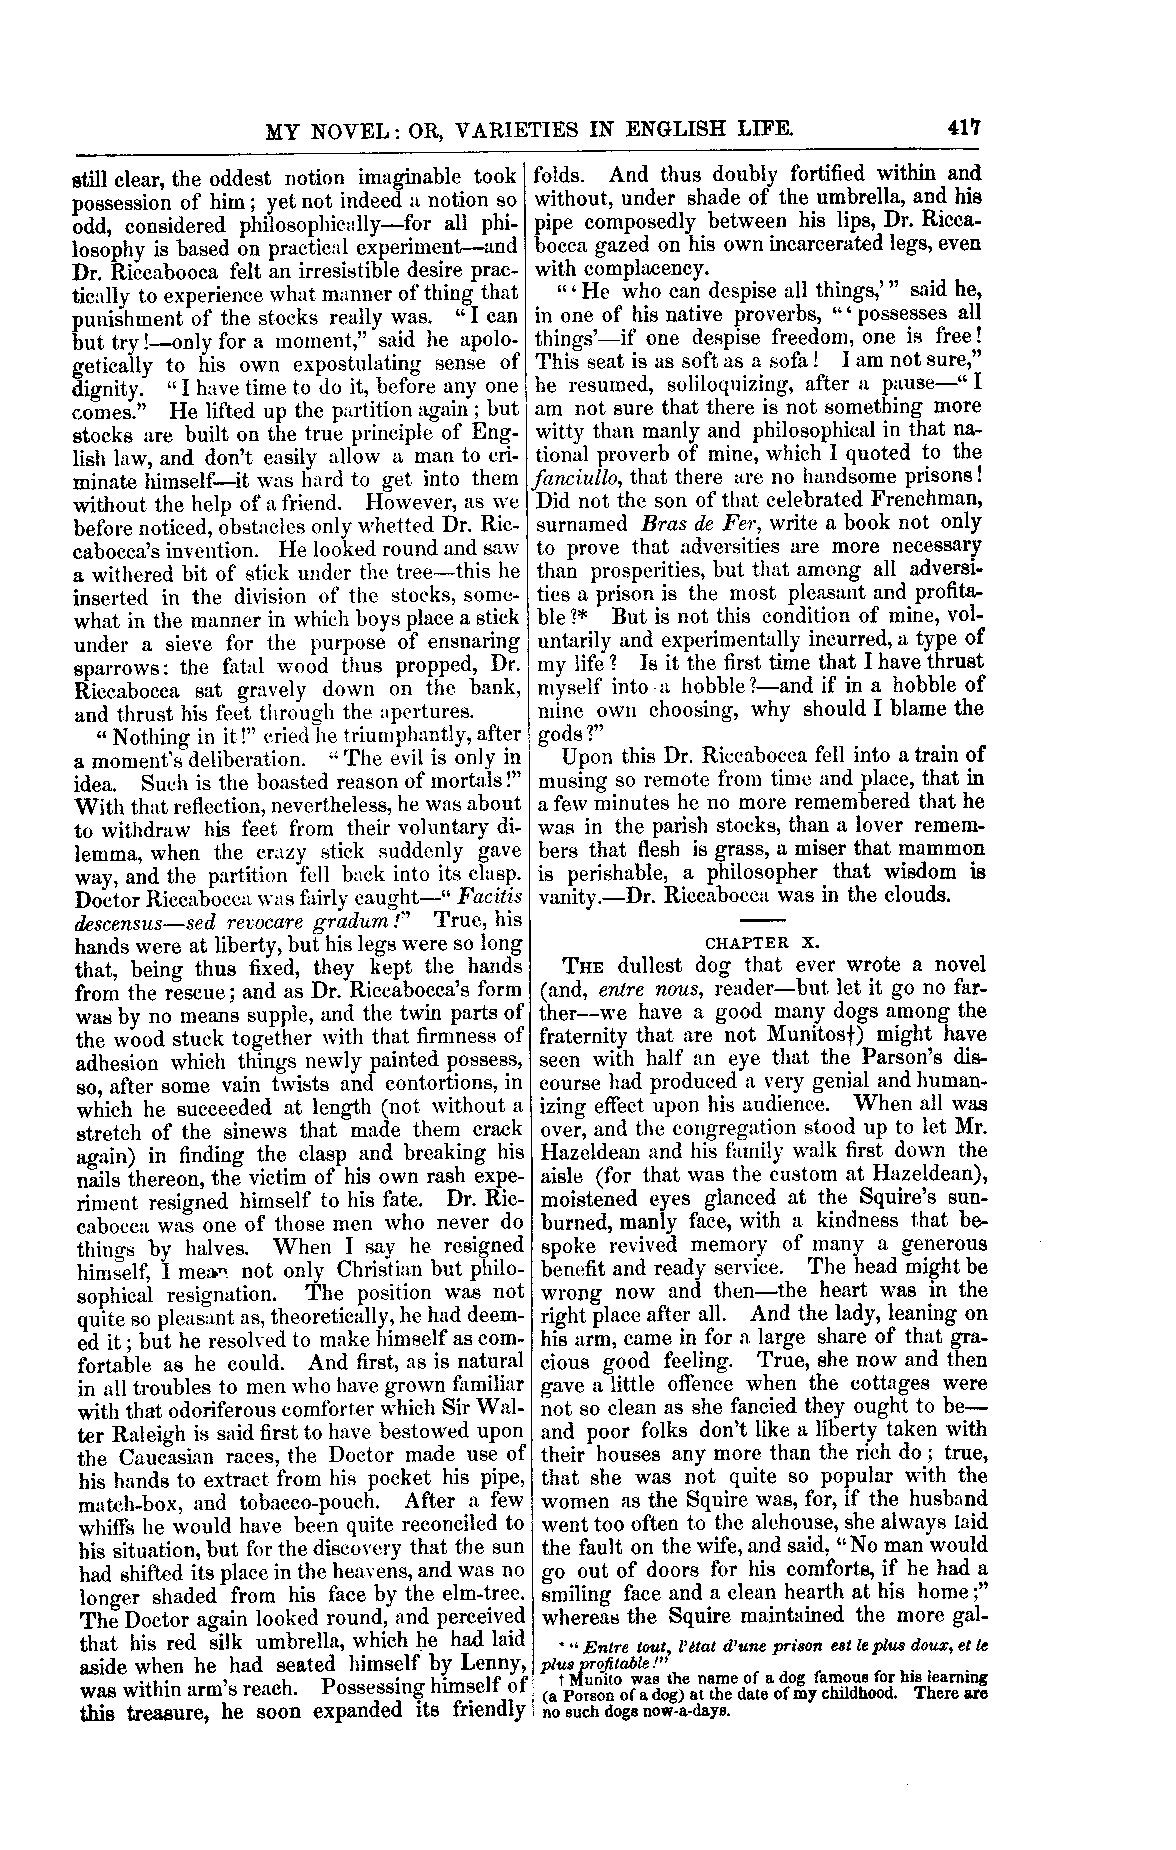 MY NOVEL: OR, VARIETIES IN ENGLISH LIFE. 417
still clear, the oddest notion imaginable took
possession of him; yet not indeed a notion so
odd, considered philosophically—for all phi-
losophy is based on practical experiment—and
Dr. Riccabooca felt an irresistible desire prac-
tically to experience what manner of thing that
punishment of the stocks really was. "I can
but try!—only for a moment," said he apolo-
getically to his own expostulating sense of
dignity. "I have time to do it, before any one
comes." He lifted up the partition again; but
stocks are built on the true principle of Eng-
lish law, and don't easily allow a man to cri-
minate himself—it was hard to get into them
without the help of a friend. However, as we
before noticed, obstacles only whetted Dr. Ric-
cabocca's invention. He looked round and saw
a withered bit of stick under the tree—this he
inserted in the division of the stocks, some-
what in the manner in which boys place a stick
under a sieve for the purpose of ensnaring
sparrows: the fatal wood thus propped, Dr.
Riccabocca sat gravely down on the bank,
and thrust his feet through the apertures.
"Nothing in it!" cried he triumphantly, after
a moment's deliberation. "The evil is only in
idea. Such is the boasted reason of mortals!"
With that reflection, nevertheless, he was about
to withdraw his feet from their voluntary di-
lemma, when the crazy stick suddenly gave
way, and the partition fell back into its clasp.
Doctor Riccabocca was fairly caught—"Facitis
descensus—sed revocare gradum!" True, his
hands were at liberty, but his legs were so long
that, being thus fixed, they kept the hands
from the rescue; and as Dr. Riccabocca's form
was by no means supple, and the twin parts of
the wood stuck together with that firmness of
adhesion which things newly painted possess,
so, after some vain twists and contortions, in
which he succeeded at length (not without a
stretch of the sinews that made them crack
again) in finding the clasp and breaking his
nails thereon, the victim of his own rash expe-
riment resigned himself to his fate. Dr. Ric-
cabocca was one of those men who never do
things by halves. When I say he resigned
himself, I mean not only Christian but philo-
sophical resignation. The position was not
quite so pleasant as, theoretically, he had deem-
ed it; but he resolved to make himself as com-
fortable as he could. And first, as is natural
in all troubles to men who have grown familiar
with that odoriferous comforter which Sir Wal-
ter Raleigh is said first to have bestowed upon
the Caucasian races, the Doctor made use of
his hands to extract from his pocket his pipe,
match-box, and tobacco-pouch. After a few
whiffs he would have been quite reconciled to
his situation, but for the discovery that the sun
had shifted its place in the heavens, and was no
longer shaded from his face by the elm-tree.
The Doctor again looked round, and perceived
that his red silk umbrella, which he had laid
aside when he had seated himself by Lenny,
was within arm's reach. Possessing himself of
this treasure, he soon expanded its friendly
folds. And thus doubly fortified within and
without, under shade of the umbrella, and his
pipe composedly between his lips, Dr. Ricca-
bocca gazed on his own incarcerated legs, even
with complacency.
"'He who can despise all things,'" said he,
in one of his native proverbs, "'possesses all
things'—if one despise freedom, one is free!
This seat is as soft as a sofa! I am not sure,"
he resumed, soliloquizing, after a pause—"I
am not sure that there is not something more
witty than manly and philosophical in that na-
tional proverb of mine, which I quoted to the
fanciullo, that there are no handsome prisons!
Did not the son of that celebrated Frenchman,
surnamed Bras de Fer, write a book not only
to prove that adversities are more necessary
than prosperities, but that among all adversi-
ties a prison is the most pleasant and profita-
ble?* But is not this condition of mine, vol-
untarily and experimentally incurred, a type of
my life? Is it the first time that I have thrust
myself into a hobble?—and if in a hobble of
mine own choosing, why should I blame the
gods?"
Upon this Dr. Riccabocca fell into a train of
musing so remote from time and place, that in
a few minutes he no more remembered that he
was in the parish stocks, than a lover remem-
bers that flesh is grass, a miser that mammon
is perishable, a philosopher that wisdom is
vanity.—Dr. Riccabocca was in the clouds.
CHAPTER X.
THE dullest dog that ever wrote a novel
(and, entre nous, reader—but let it go no far-
ther—we have a good many dogs among the
fraternity that are not Munitos†) might have
seen with half an eye that the Parson's dis-
course had produced a very genial and human-
izing effect upon his audience. When all was
over, and the congregation stood up to let Mr.
Hazeldean and his family walk first down the
aisle (for that was the custom at Hazeldean),
moistened eyes glanced at the Squire's sun-
burned, manly face, with a kindness that be-
spoke revived memory of many a generous
benefit and ready service. The head might be
wrong now and then—the heart was in the
right place after all. And the lady, leaning on
his arm, came in for a large share of that gra-
cious good feeling. True, she now and then
gave a little offence when the cottages were
not so clean as she fancied they ought to be—
and poor folks don't like a liberty taken with
their houses any more than the rich do; true,
that she was not quite so popular with the
women as the Squire was, for, if the husband
went too often to the alehouse, she always laid
the fault on the wife, and said, "No man would
go out of doors for his comforts, if he had a
smiling face and a clean hearth at his home;"
whereas the Squire maintained the more gal-
* "Entre tout, l'état d'une prison est le plus doux, et le
plus profitable!"
† Munito was the name of a dog famous for his learning
(a Porson of a dog) at the date of my childhood. There are
no such dogs now-a-days.